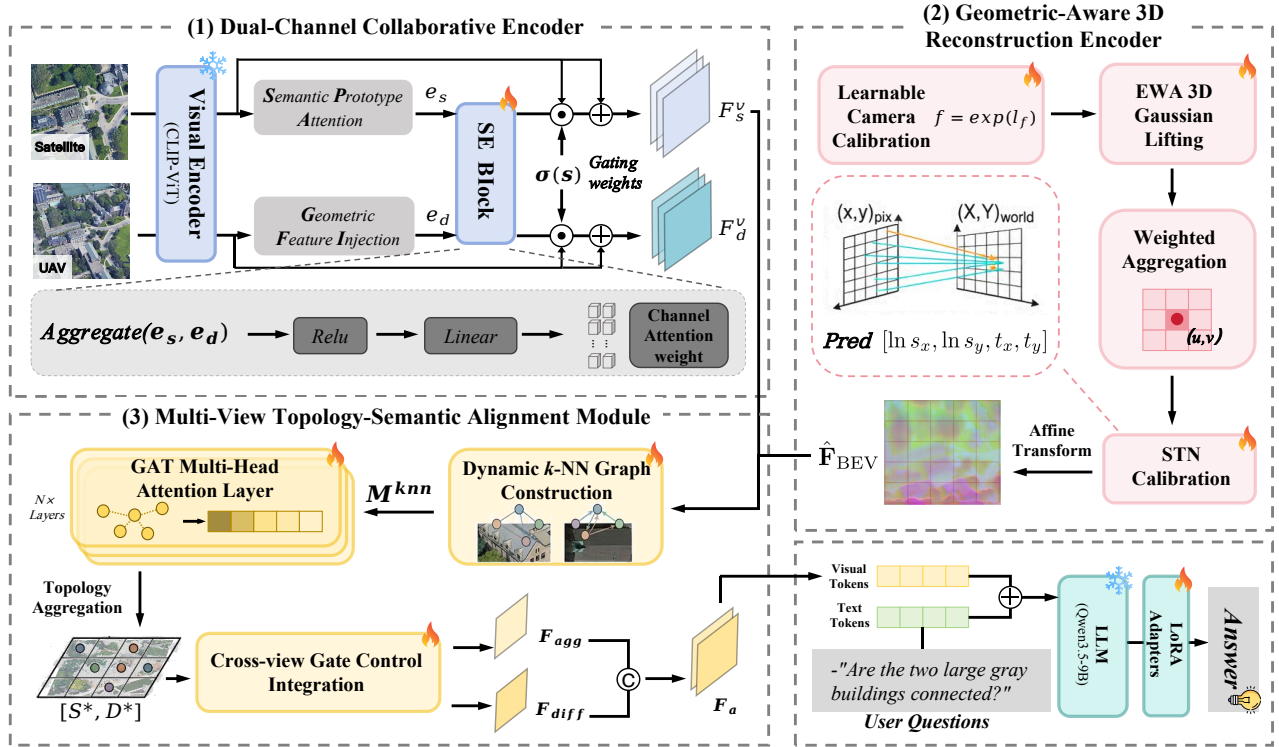 (1) Dual-Channel Collaborative Encoder
Satellite
UAV
Visual Encoder
(CLIP-ViT)
Semantic Prototype
Attention
e_s
Geometric
Feature Injection
e_d
SE BIock
σ(s)
Gating
weights
F_s^v
F_d^v
Aggregate(e_s, e_d)
Relu
Linear
Channel
Attention
weight
(2) Geometric-Aware 3D
Reconstruction Encoder
Learnable
Camera
Calibration
f = exp(l_f)
EWA 3D
Gaussian
Lifting
(x,y)pix
(X,Y)world
Pred [ln s_x, ln s_y, t_x, t_y]
Weighted
Aggregation
(u,v)
STN
Calibration
Affine
Transform
F̂_BEV
(3) Multi-View Topology-Semantic Alignment Module
GAT Multi-Head
Attention Layer
N×
Layers
M^knn
Dynamic k-NN Graph
Construction
Topology
Aggregation
[S*, D*]
Cross-view Gate Control
Integration
F_agg
F_diff
C
F_a
Visual
Tokens
Text
Tokens
-"Are the two large gray
buildings connected?"
User Questions
LLM
(Qwen3.5-9B)
LoRA
Adapters
Answer